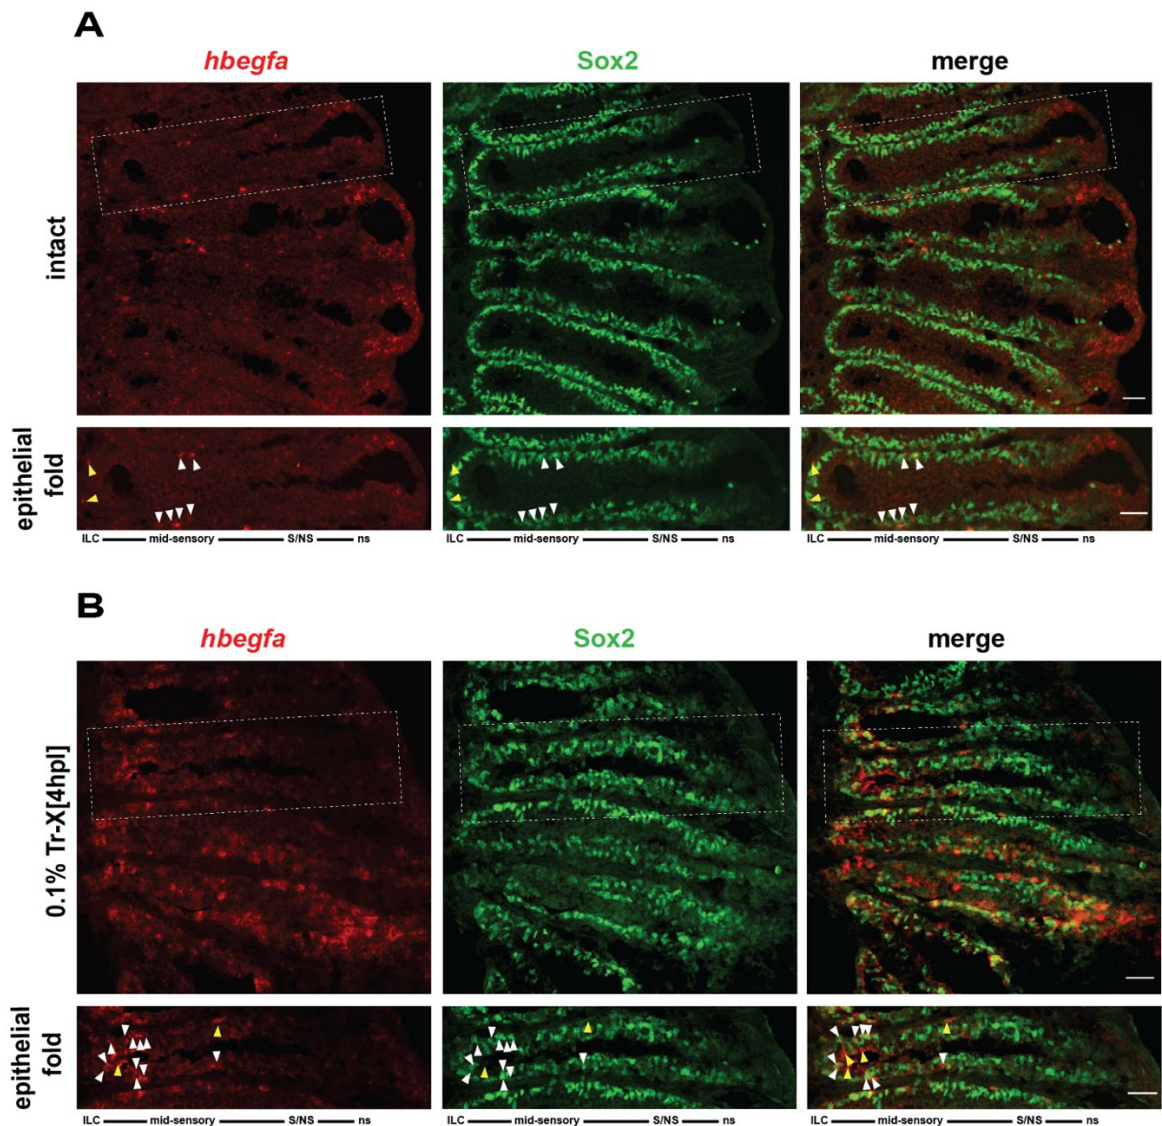 A
hbegfa Sox2 merge
intact
epithelial
fold
ILC mid-sensory S/NS ns ILC mid-sensory S/NS ns ILC mid-sensory S/NS ns
B
hbegfa Sox2 merge
0.1% Tr-X[4hpl]
epithelial
fold
ILC mid-sensory S/NS ns ILC mid-sensory S/NS ns ILC mid-sensory S/NS ns